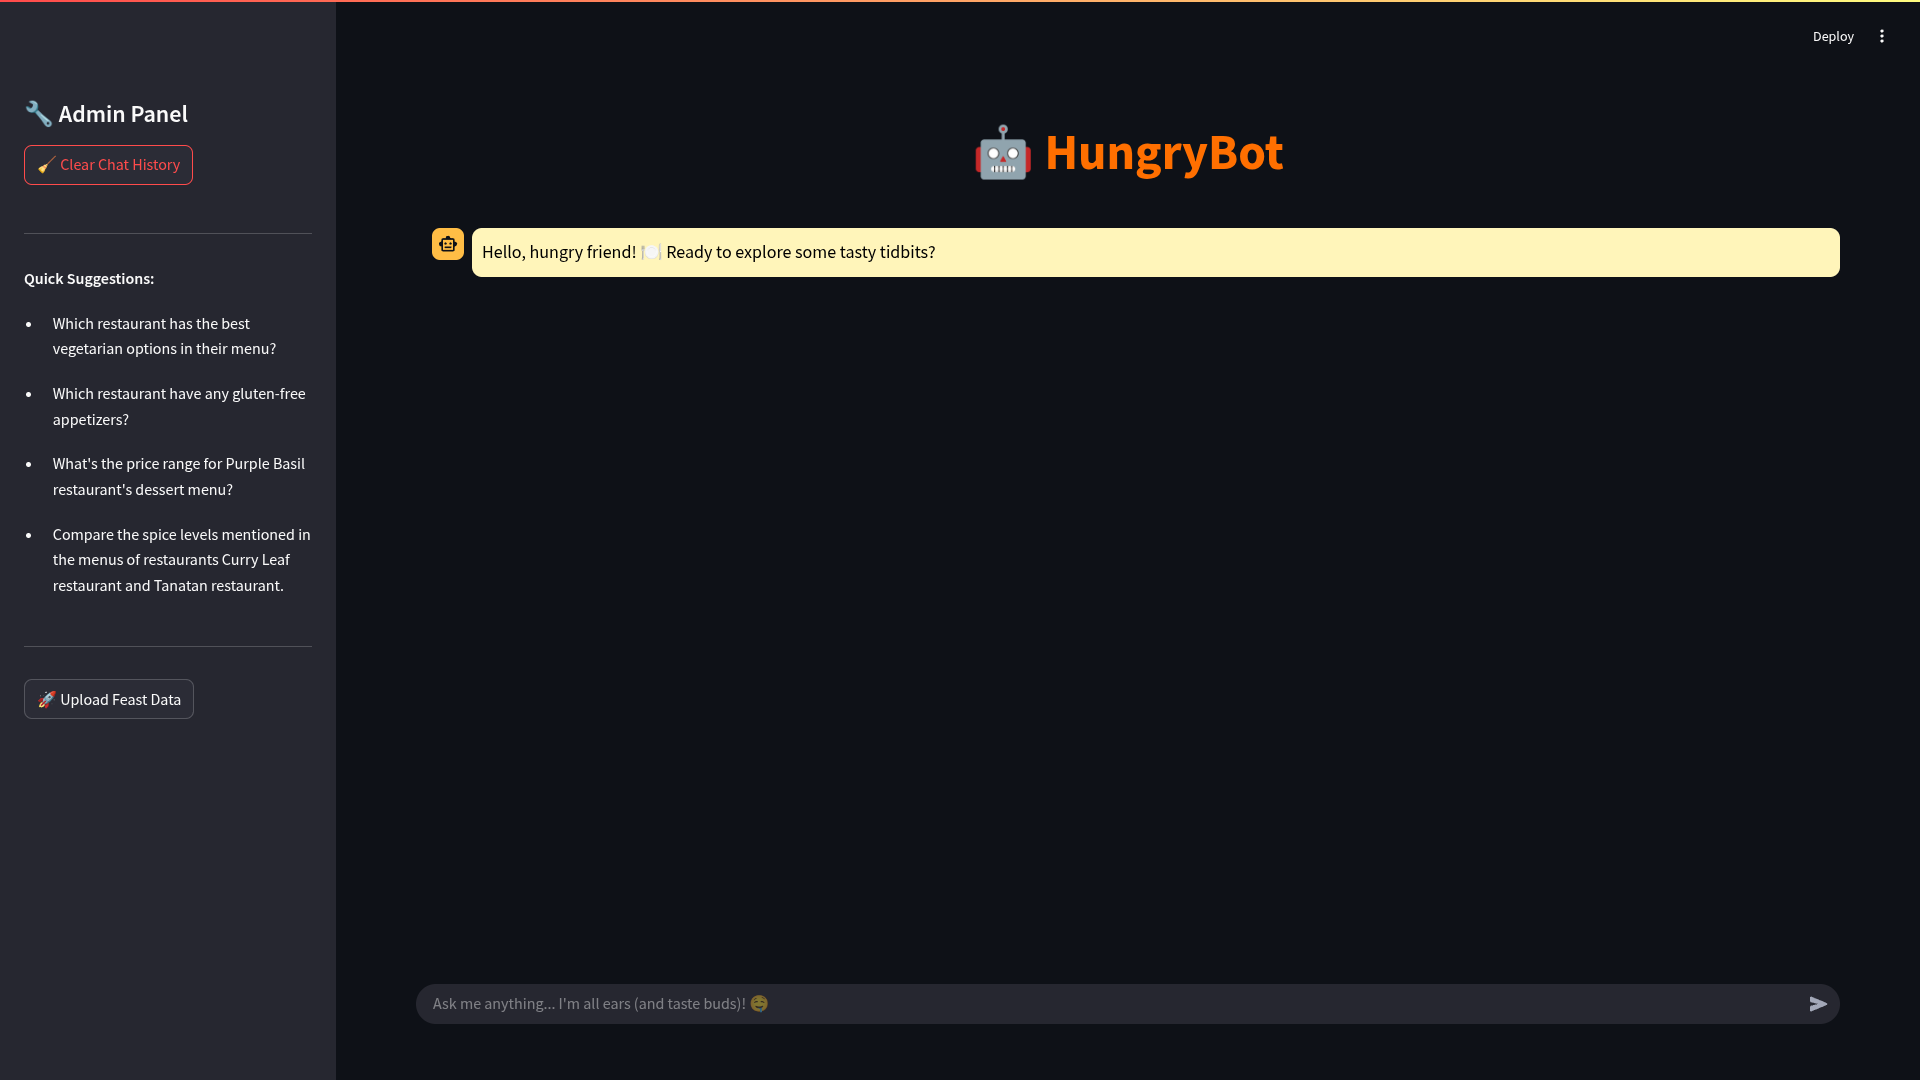 Deploy
🔧 Admin Panel
🧹 Clear Chat History
Quick Suggestions:
• Which restaurant has the best
vegetarian options in their menu?
• Which restaurant have any gluten-free
appetizers?
• What's the price range for Purple Basil
restaurant's dessert menu?
• Compare the spice levels mentioned in
the menus of restaurants Curry Leaf
restaurant and Tanatan restaurant.
🚀 Upload Feast Data
🤖 HungryBot
Hello, hungry friend! 🍽️ Ready to explore some tasty tidbits?
Ask me anything... I'm all ears (and taste buds)! 🤤